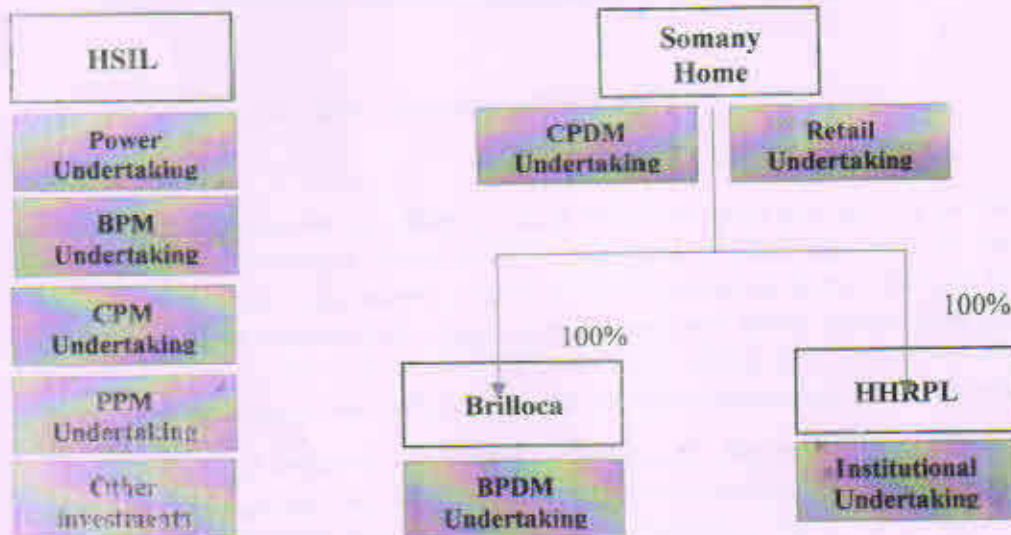 HSIL
Power
Undertaking
BPM
Undertaking
CPM
Undertaking
PPM
Undertaking
Other
investments
Somany
Home
CPDM
Undertaking
Retail
Undertaking
100%
100%
Brilloca
HHRPL
BPDM
Undertaking
Institutional
Undertaking